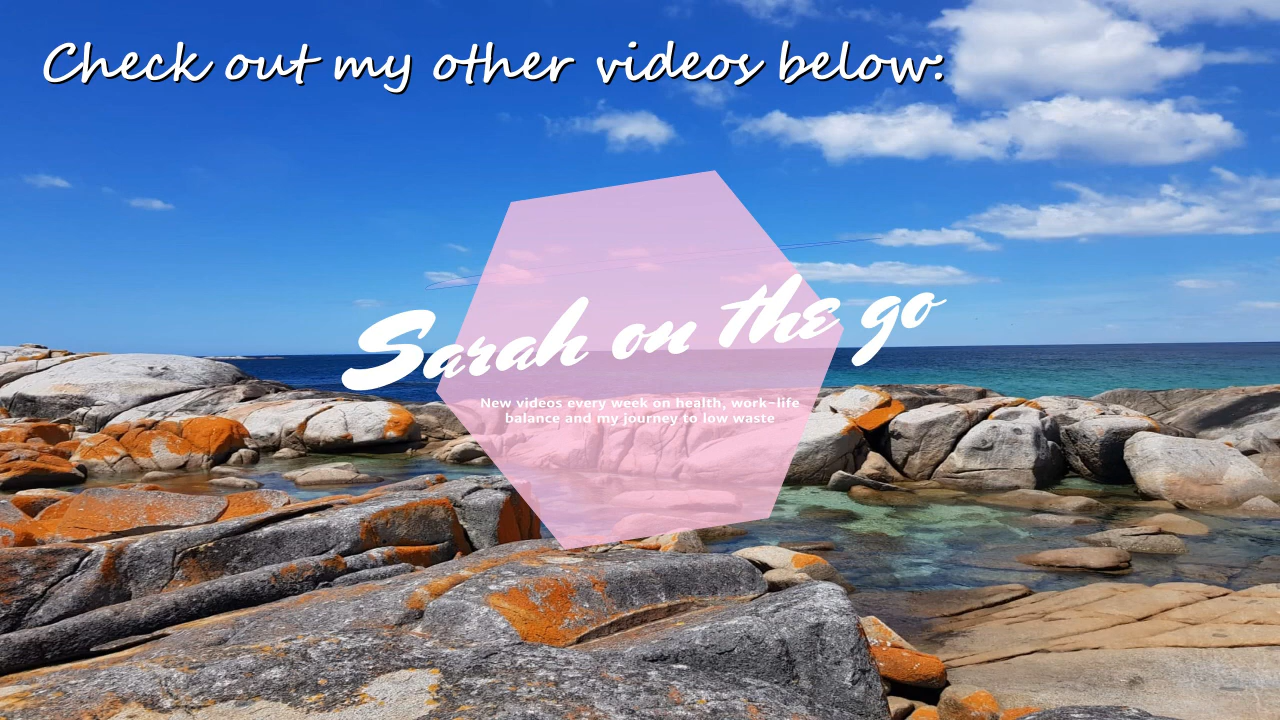 Check out my other videos below:
Sarah on the go
New videos every week on health, work-life
balance and my journey to low waste